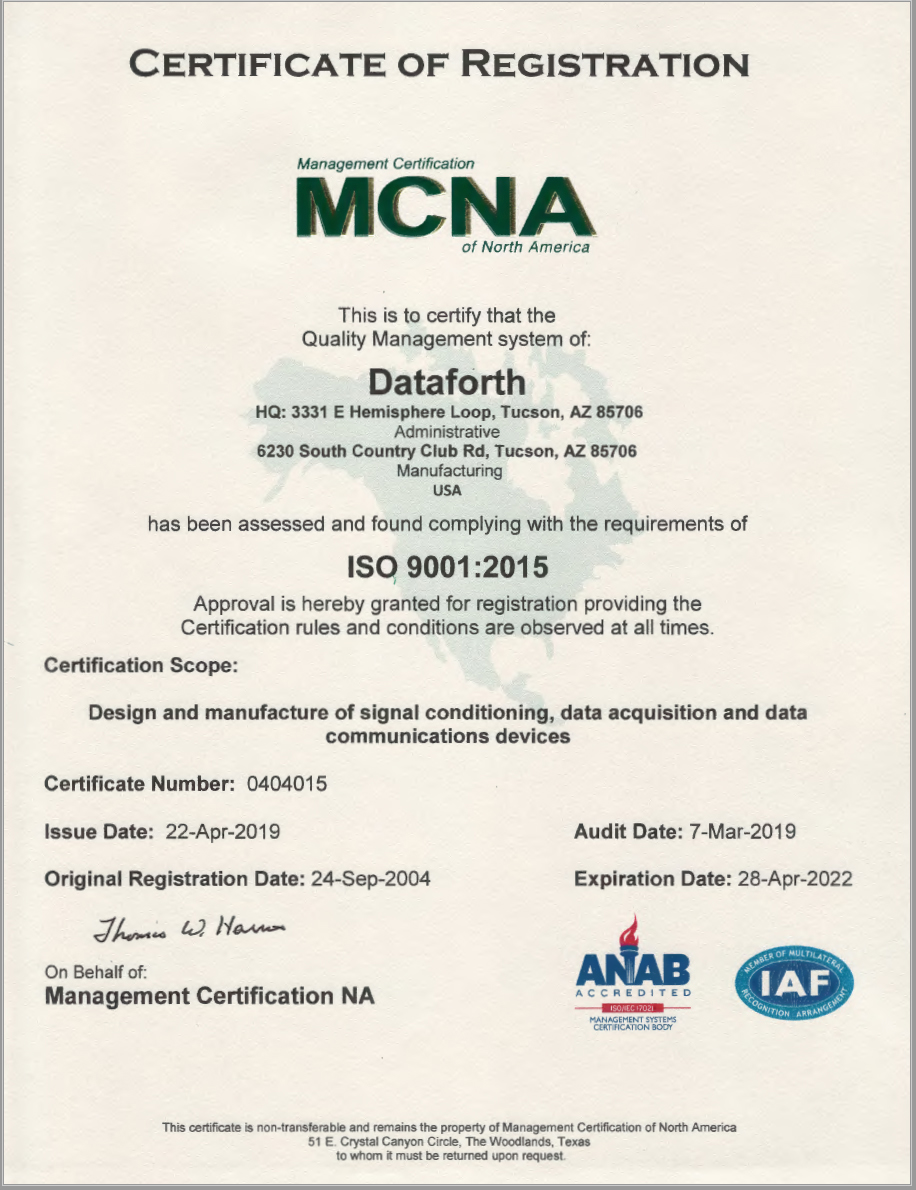 CERTIFICATE OF REGISTRATION
Management Certification
MCNA
of North America
This is to certify that the
Quality Management system of:
Dataforth
HQ: 3331 E Hemisphere Loop, Tucson, AZ 85706
Administrative
6230 South Country Club Rd, Tucson, AZ 85706
Manufacturing
USA
has been assessed and found complying with the requirements of
ISO 9001:2015
Approval is hereby granted for registration providing the
Certification rules and conditions are observed at all times.
Certification Scope:
Design and manufacture of signal conditioning, data acquisition and data
communications devices
Certificate Number: 0404015
Issue Date: 22-Apr-2019
Audit Date: 7-Mar-2019
Original Registration Date: 24-Sep-2004
Expiration Date: 28-Apr-2022
Thomas W.
On Behalf of:
Management Certification NA
ANAB
ACCREDITED
ISO/IEC 17021
MANAGEMENT SYSTEMS
CERTIFICATION BODY
MEMBER OF MULTILATERAL
IAF
RECOGNITION ARRANGEMENT
This certificate is non-transferable and remains the property of Management Certification of North America
51 E. Crystal Canyon Circle, The Woodlands, Texas
to whom it must be returned upon request.